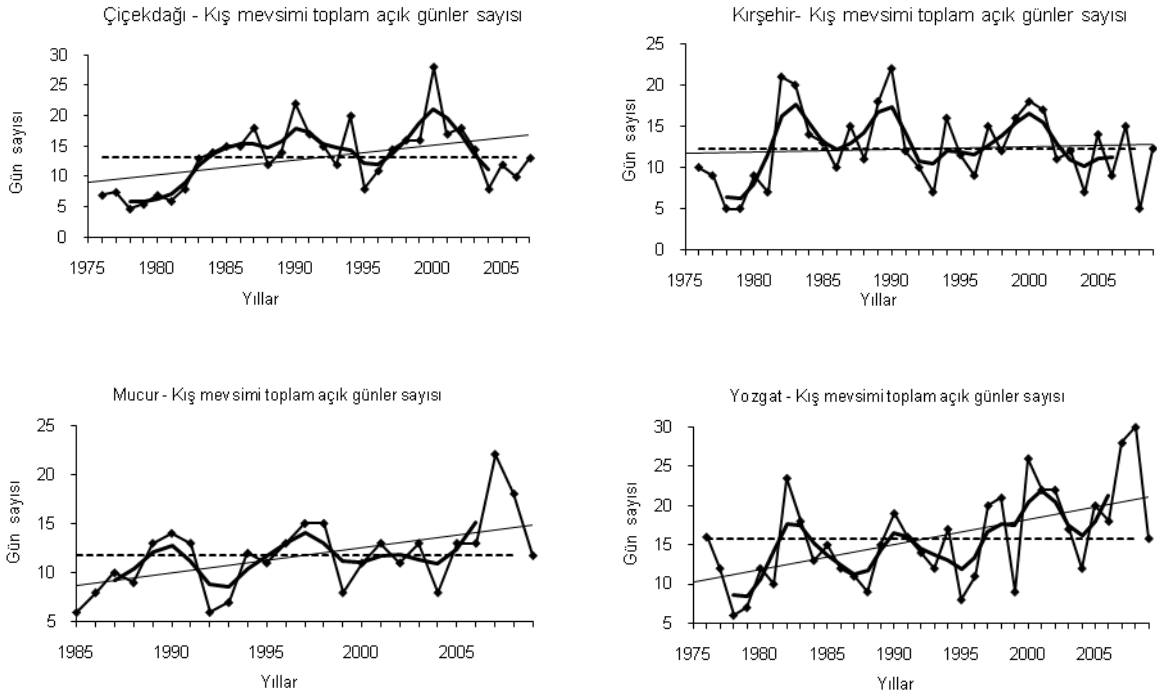 Çiçekdağı - Kış mevsimi toplam açık günler sayısı
30
25
20
15
10
5
0
Gün sayısı
1975 1980 1985 1990 1995 2000 2005
Yıllar
Kırşehir- Kış mevsimi toplam açık günler sayısı
25
20
15
10
5
0
Gün sayısı
1975 1980 1985 1990 1995 2000 2005
Yıllar
Mucur - Kış mevsimi toplam açık günler sayısı
25
20
15
10
5
Gün sayısı
1985 1990 1995 2000 2005
Yıllar
Yozgat - Kış mevsimi toplam açık günler sayısı
30
25
20
15
10
5
Gün sayısı
1975 1980 1985 1990 1995 2000 2005
Yıllar